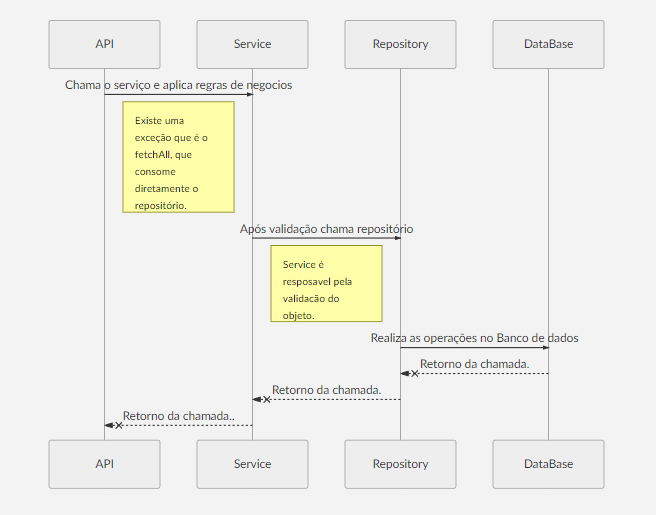 API
Service
Repository
DataBase
Chama o serviço e aplica regras de negocios
Existe uma
exceção que é o
fetchAll, que
consome
diretamente o
repositório.
Após validação chama repositório
Service é
resposavel pela
validacão do
objeto.
Realiza as operações no Banco de dados
Retorno da chamada.
Retorno da chamada.
Retorno da chamada..
API
Service
Repository
DataBase